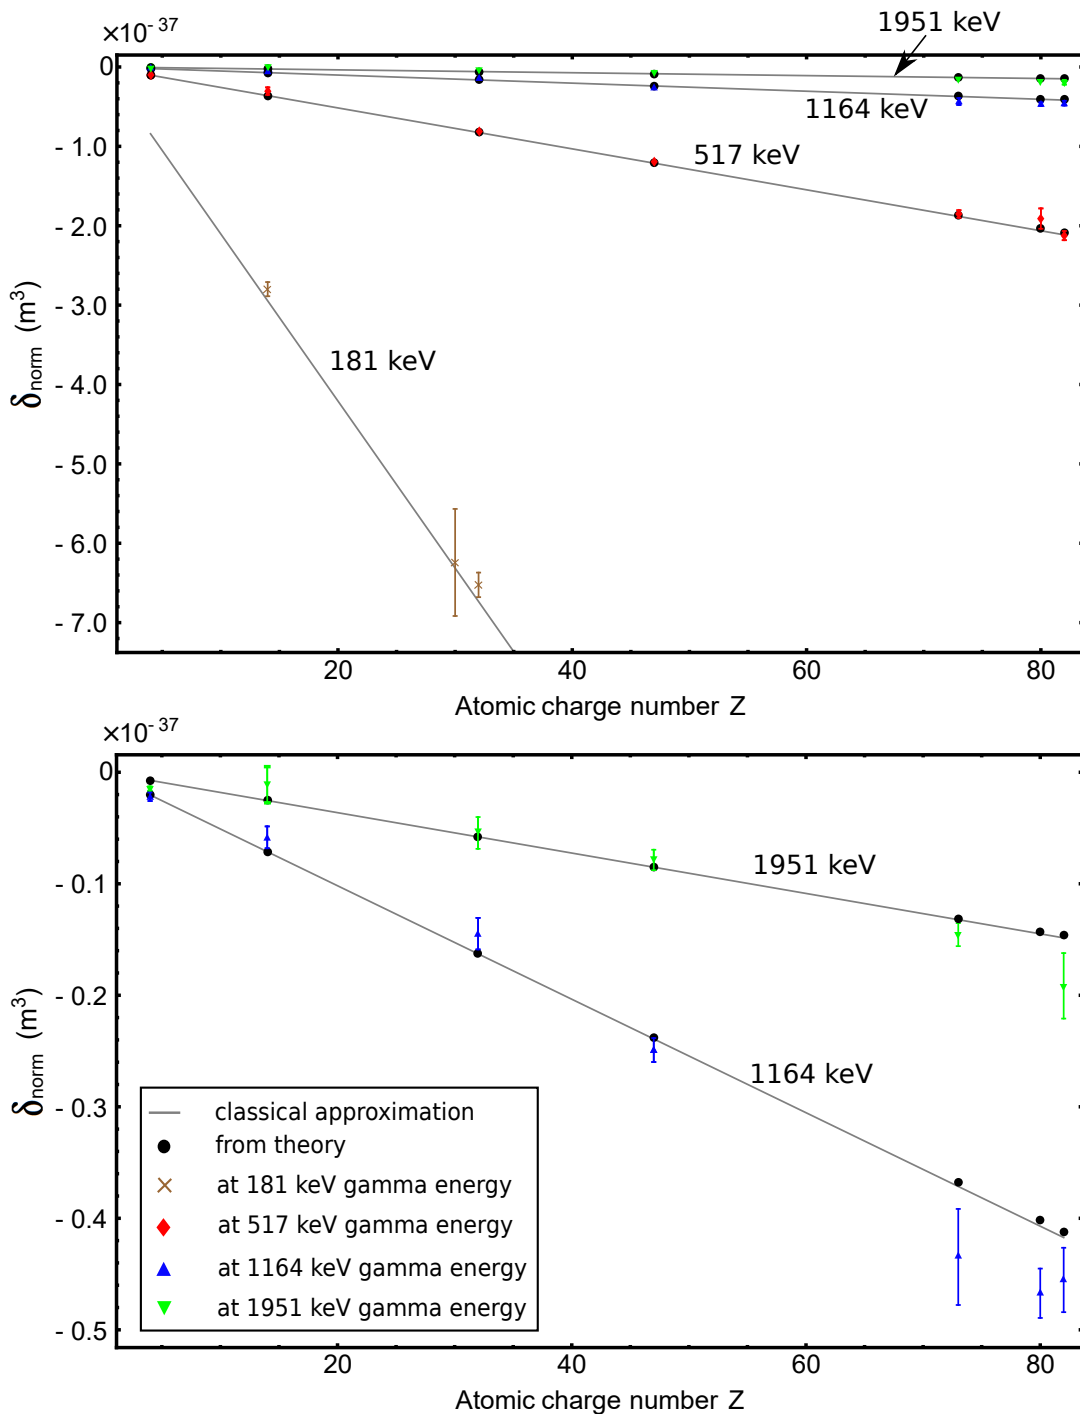 ×10⁻³⁷
1951 keV
0
1164 keV
- 1.0
517 keV
- 2.0
- 3.0
181 keV
- 4.0
- 5.0
- 6.0
- 7.0
δnorm (m³)
20 40 60 80
Atomic charge number Z
×10⁻³⁷
0
- 0.1
1951 keV
- 0.2
1164 keV
- 0.3
- 0.4
- 0.5
δnorm (m³)
classical approximation
from theory
at 181 keV gamma energy
at 517 keV gamma energy
at 1164 keV gamma energy
at 1951 keV gamma energy
20 40 60 80
Atomic charge number Z